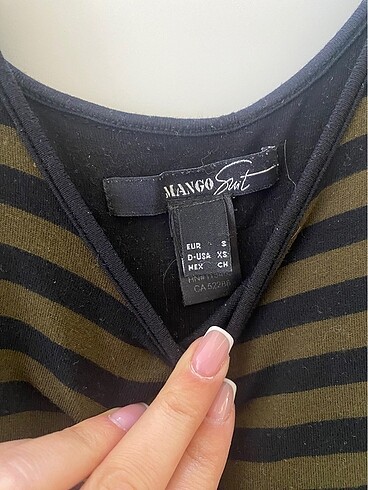 MANGO Suit
EUR S
D-USA XS
MEX CH